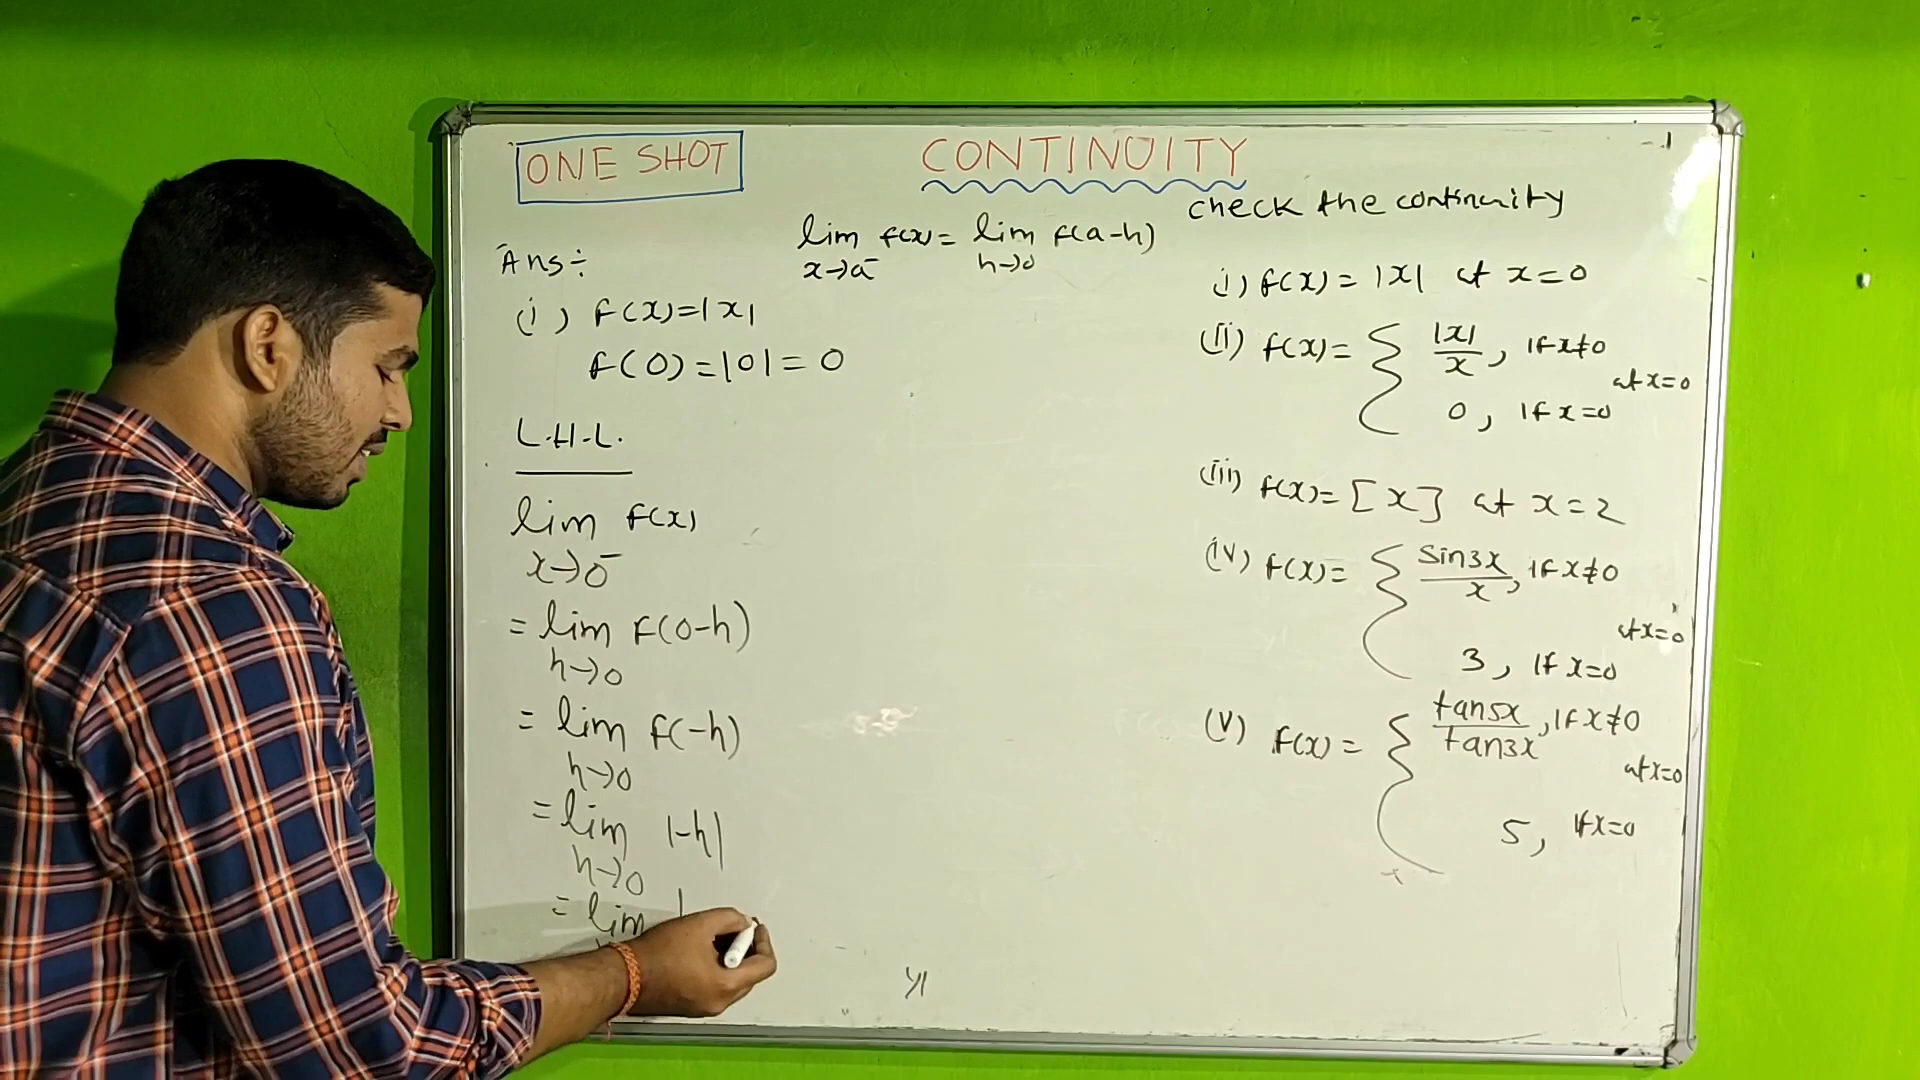 ONE SHOT
CONTINUITY
check the continuity
lim f(x) = lim f(a-h)
x→a⁻ h→0
Ans÷
(i) f(x)=|x|
f(0)=|0|=0
L.H.L.
lim f(x)
x→0⁻
= lim f(0-h)
h→0
= lim f(-h)
h→0
= lim |-h|
h→0
= lim
(i) f(x) = |x| at x=0
(ii) f(x) = { |x|/x, if x≠0
at x=0
0, if x=0
(iii) f(x)=[x] at x=2
(iv) f(x)= { sin3x/x, if x≠0
at x=0
3, if x=0
(v) f(x) = { tan5x/tan3x, if x≠0
at x=0
5, if x=0